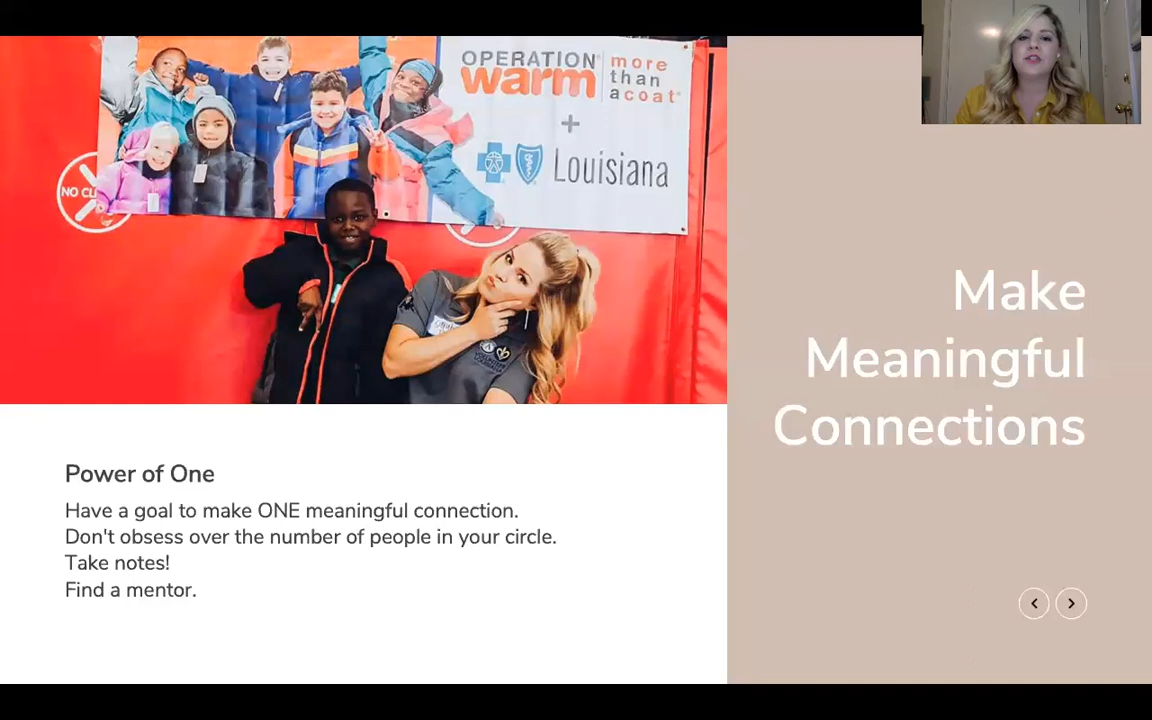 OPERATION
warm
more
than
a coat
+
Louisiana
Make
Meaningful
Connections
Power of One
Have a goal to make ONE meaningful connection.
Don't obsess over the number of people in your circle.
Take notes!
Find a mentor.